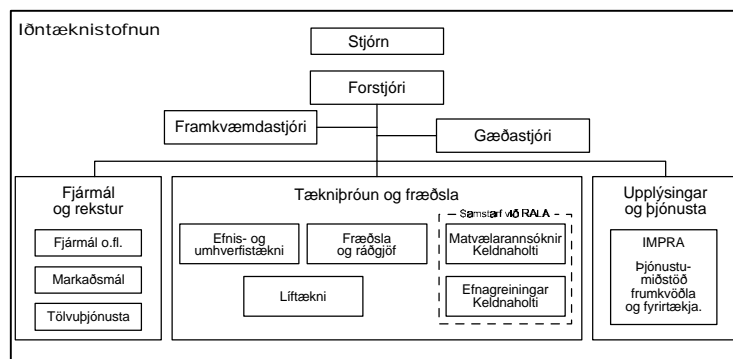 Iðntæknistofnun
Stjórn
Forstjóri
Framkvæmdastjóri
Gæðastjóri
Fjármál
og rekstur
Fjármál o.fl.
Markaðsmál
Tölvuþjónusta
Tækniþróun og fræðsla
Efnis- og
umhverfistækni
Fræðsla
og ráðgjöf
Líftækni
Samstarf við RALA
Matvælarannsóknir
Keldnaholti
Efnagreiningar
Keldnaholti
Upplýsingar
og þjónusta
IMPRA
Þjónustu-
miðstöð
frumkvöðla
og fyrirtækja.